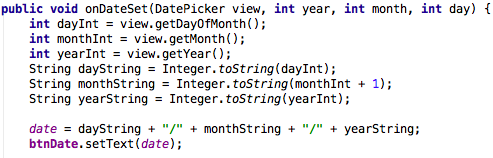 public void onDateSet(DatePicker view, int year, int month, int day) {
    int dayInt = view.getDayOfMonth();
    int monthInt = view.getMonth();
    int yearInt = view.getYear();
    String dayString = Integer.toString(dayInt);
    String monthString = Integer.toString(monthInt + 1);
    String yearString = Integer.toString(yearInt);

    date = dayString + "/" + monthString + "/" + yearString;
    btnDate.setText(date);